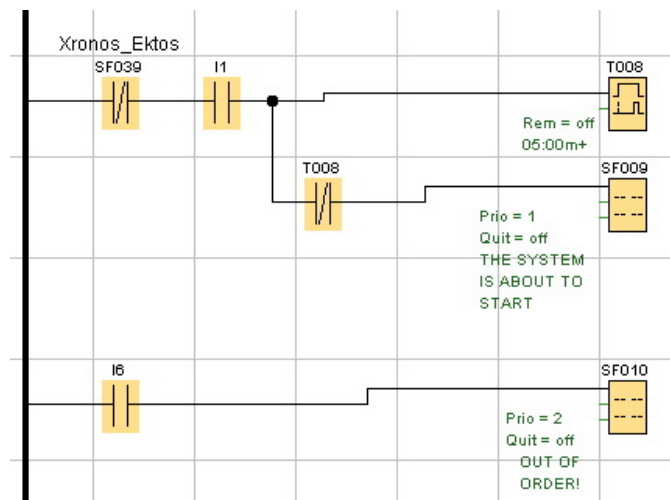 Xronos_Ektos
SF039
I1
T008
Rem = off
05:00m+
T008
SF009
Prio = 1
Quit = off
THE SYSTEM
IS ABOUT TO
START
I6
SF010
Prio = 2
Quit = off
OUT OF
ORDER!